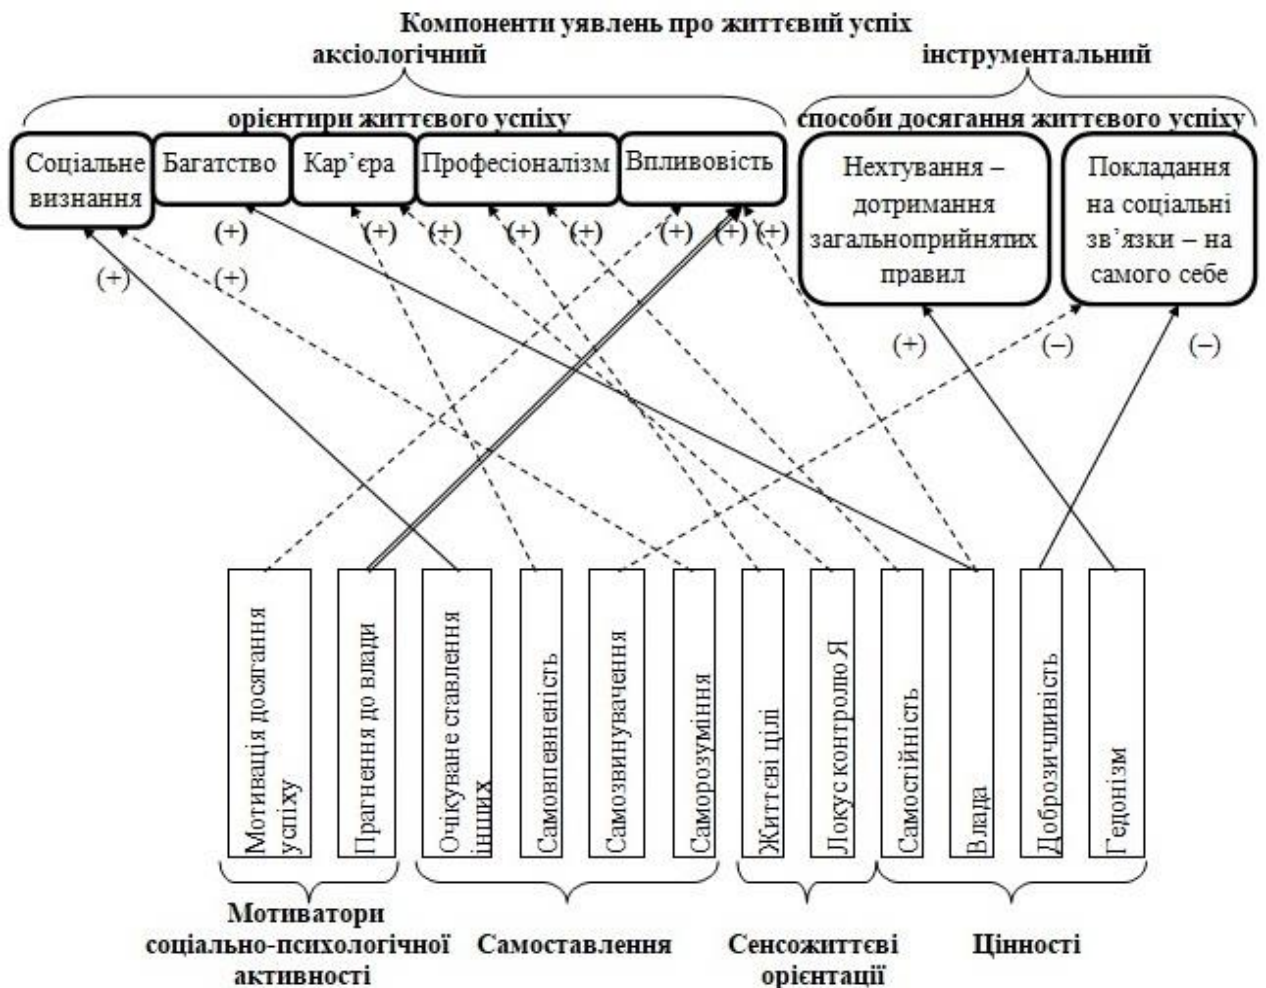 Компоненти уявлень про життєвий успіх
аксіологічний
інструментальний
орієнтири життєвого успіху
способи досягання життєвого успіху
Соціальне
визнання
Багатство
Кар’єра
Професіоналізм
Впливовість
Нехтування –
дотримання
загальноприйнятих
правил
Покладання
на соціальні
зв’язки – на
самого себе
(+)
(+)
(+)
(+)
(+)
(+)
(+)
(+)
(+)
(+)
(+)
(–)
(–)
Мотивація досягання
успіху
Прагнення до влади
Очікуване ставлення
інших
Самовпевненість
Самозвинувачення
Саморозуміння
Життєві цілі
Локус контролю Я
Самостійність
Влада
Доброзичливість
Гедонізм
Мотиватори
соціально-психологічної
активності
Самоставлення
Сенсожиттєві
орієнтації
Цінності